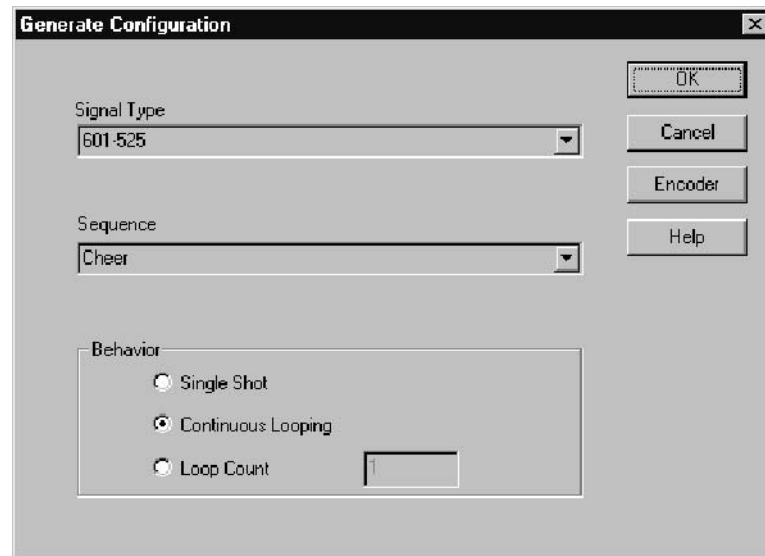 Generate Configuration
OK
Signal Type
601-525
Cancel
Encoder
Sequence
Help
Cheer
Behavior
Single Shot
Continuous Looping
Loop Count
1